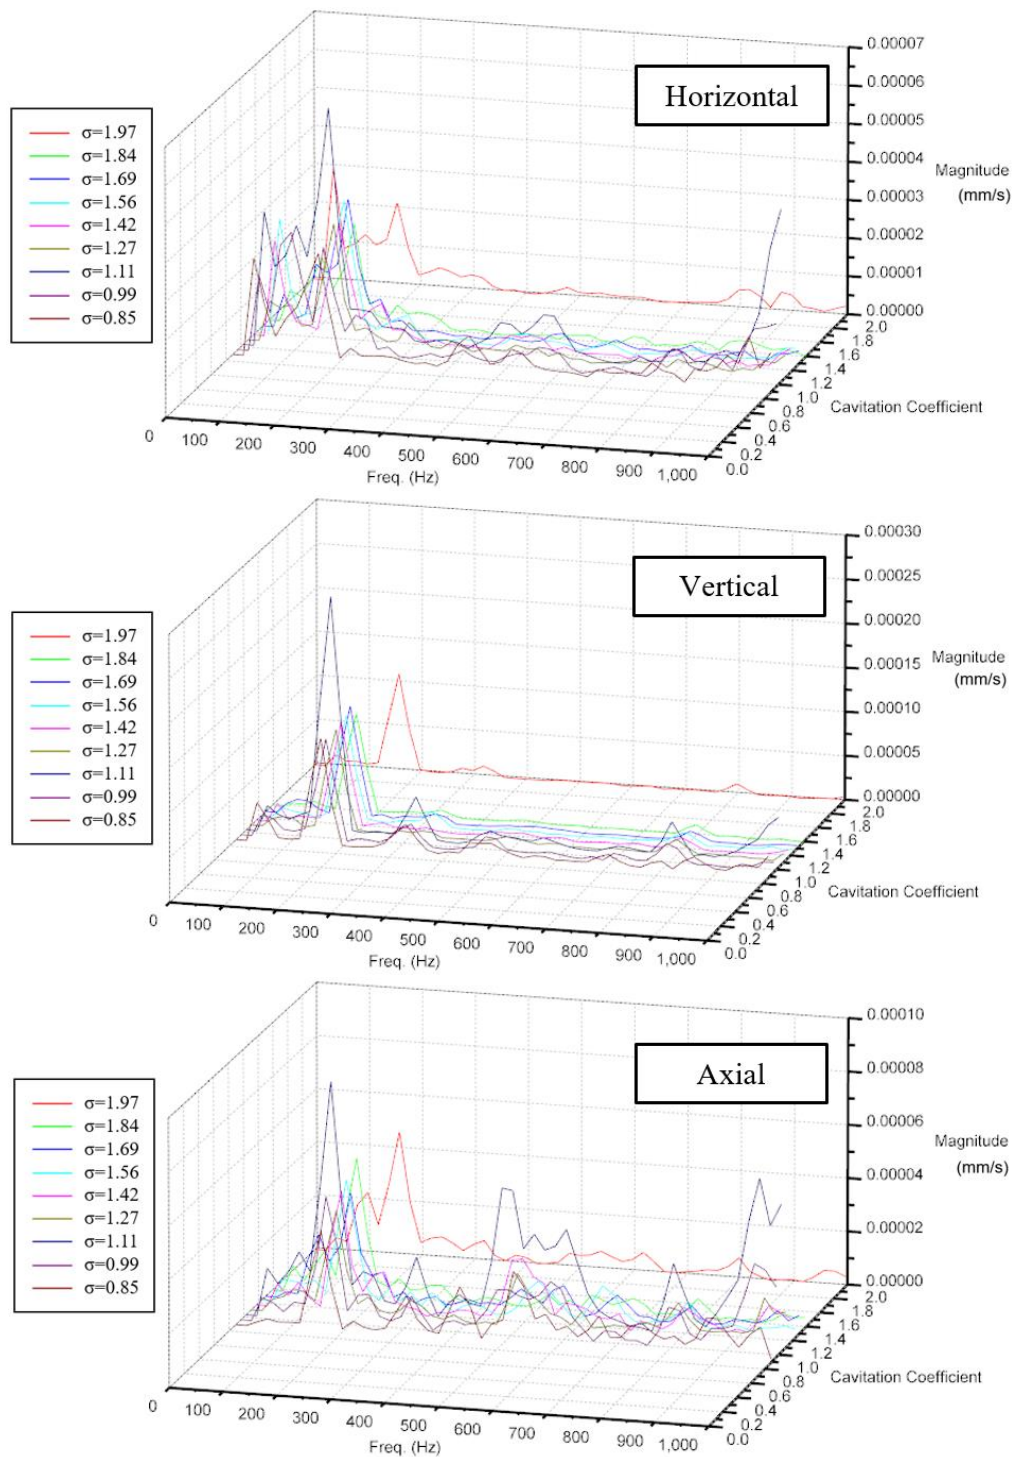 Horizontal
σ=1.97
σ=1.84
σ=1.69
σ=1.56
σ=1.42
σ=1.27
σ=1.11
σ=0.99
σ=0.85
0.00007
0.00006
0.00005
0.00004
0.00003
0.00002
0.00001
0.00000
Magnitude
(mm/s)
2.0
1.8
1.6
1.4
1.2
1.0
0.8
0.6
0.4
0.2
0.0
Cavitation Coefficient
0 100 200 300 400 500 600 700 800 900 1,000
Freq. (Hz)
Vertical
σ=1.97
σ=1.84
σ=1.69
σ=1.56
σ=1.42
σ=1.27
σ=1.11
σ=0.99
σ=0.85
0.00030
0.00025
0.00020
0.00015
0.00010
0.00005
0.00000
Magnitude
(mm/s)
2.0
1.8
1.6
1.4
1.2
1.0
0.8
0.6
0.4
0.2
0.0
Cavitation Coefficient
0 100 200 300 400 500 600 700 800 900 1,000
Freq. (Hz)
Axial
σ=1.97
σ=1.84
σ=1.69
σ=1.56
σ=1.42
σ=1.27
σ=1.11
σ=0.99
σ=0.85
0.00010
0.00008
0.00006
0.00004
0.00002
0.00000
Magnitude
(mm/s)
2.0
1.8
1.6
1.4
1.2
1.0
0.8
0.6
0.4
0.2
0.0
Cavitation Coefficient
0 100 200 300 400 500 600 700 800 900 1,000
Freq. (Hz)